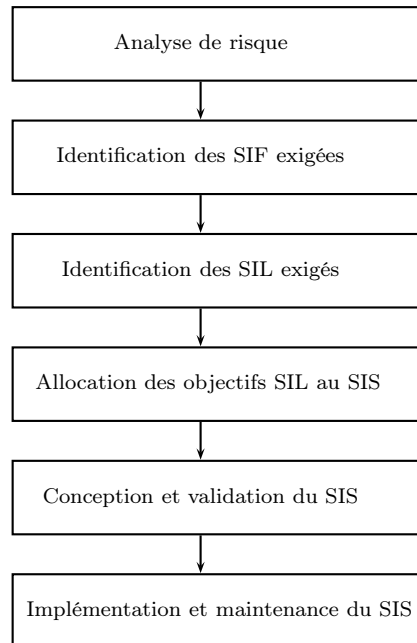 Analyse de risque
Identification des SIF exigées
Identification des SIL exigés
Allocation des objectifs SIL au SIS
Conception et validation du SIS
Implémentation et maintenance du SIS